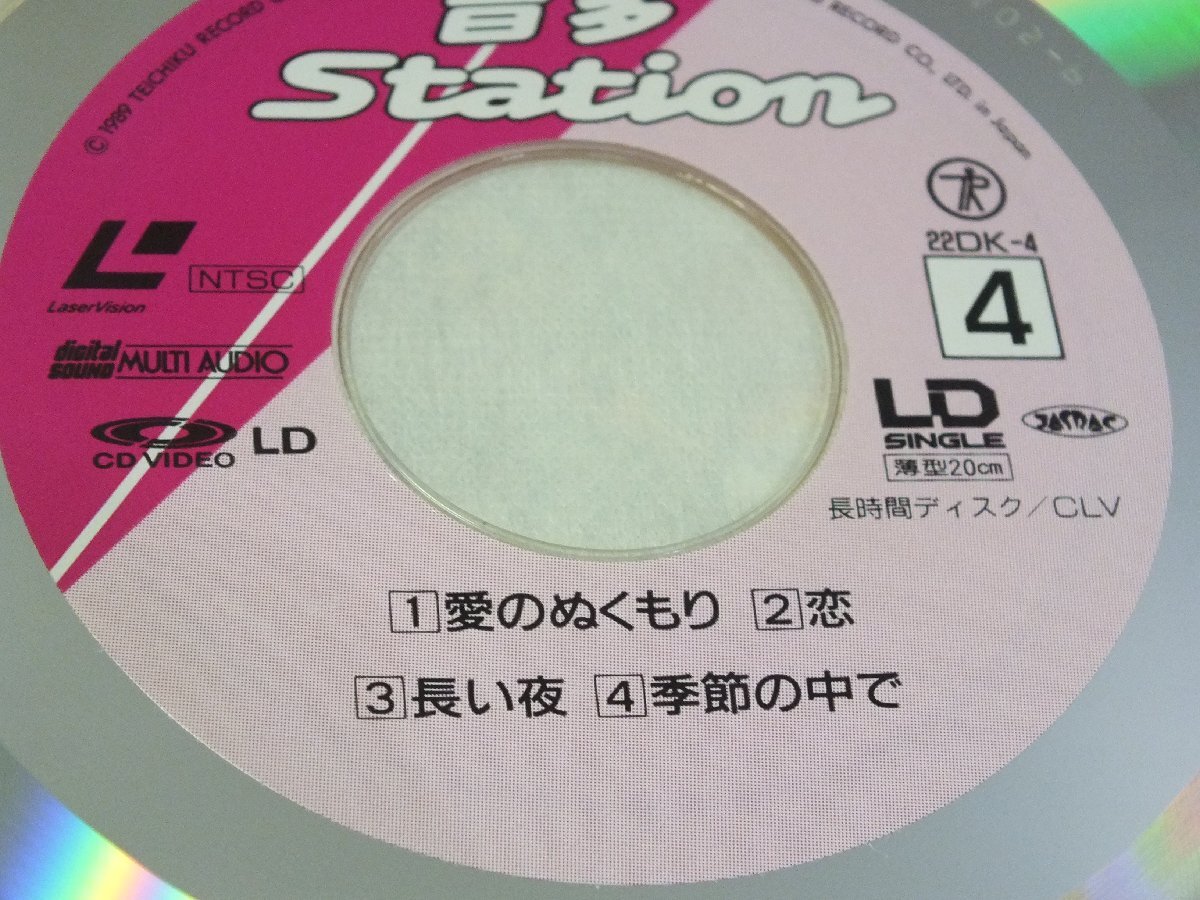 音多
Station
© 1989 TEICHIKU RECORD
RECORD CO., LTD. in Japan
NTSC
LaserVision
digital SOUND MULTI AUDIO
CD VIDEO LD
22DK-4
4
LD
SINGLE
薄型20cm
JASRAC
長時間ディスク/CLV
1 愛のぬくもり 2 恋
3 長い夜 4 季節の中で